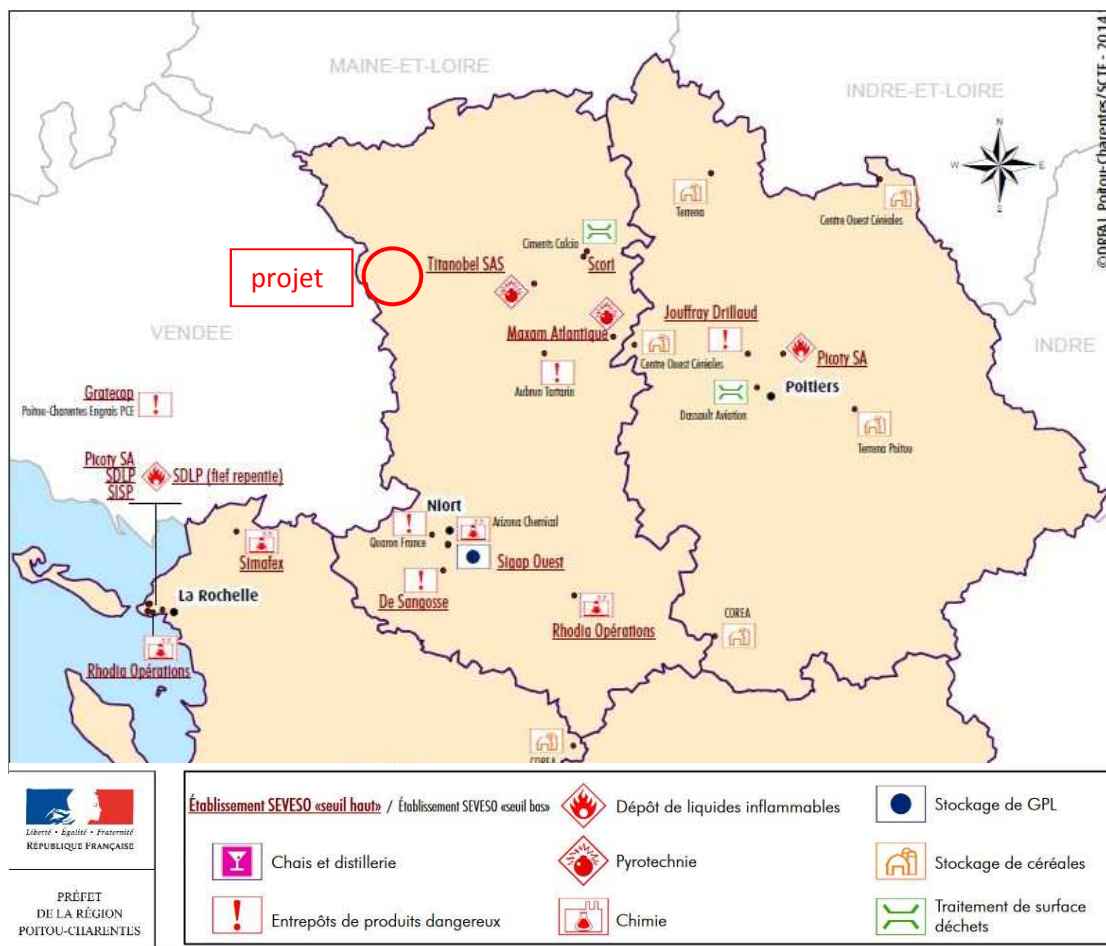 MAINE-ET-LOIRE
INDRE-ET-LOIRE
©DREAL Poitou-Charentes/SCTE - 2014
N
W E
S
Terrena
Centre Ouest Céréales
Ciments Calcia
Scori
projet
Titanobel SAS
VENDEE
Maxam Atlantique
Jouffray Drillaud
INDRE
Centre Ouest Céréales
Picoty SA
Aubrun Tartarin
Poitiers
Dassault Aviation
Gratecap
Poitou-Charentes Engrais PCE
Terrena Poitou
Picoty SA
SDLP
SISP
SDLP (fief repentie)
Niort
Arizona Chemical
Quaron France
Simafex
Sigap Ouest
De Sangosse
La Rochelle
Rhodia Opérations
COREA
Rhodia Opérations
COREA
Établissement SEVESO «seuil haut» / Établissement SEVESO «seuil bas»
Dépôt de liquides inflammables
Stockage de GPL
Chais et distillerie
Pyrotechnie
Stockage de céréales
Entrepôts de produits dangereux
Chimie
Traitement de surface
déchets
Liberté • Égalité • Fraternité
RÉPUBLIQUE FRANÇAISE
PRÉFET
DE LA RÉGION
POITOU-CHARENTES